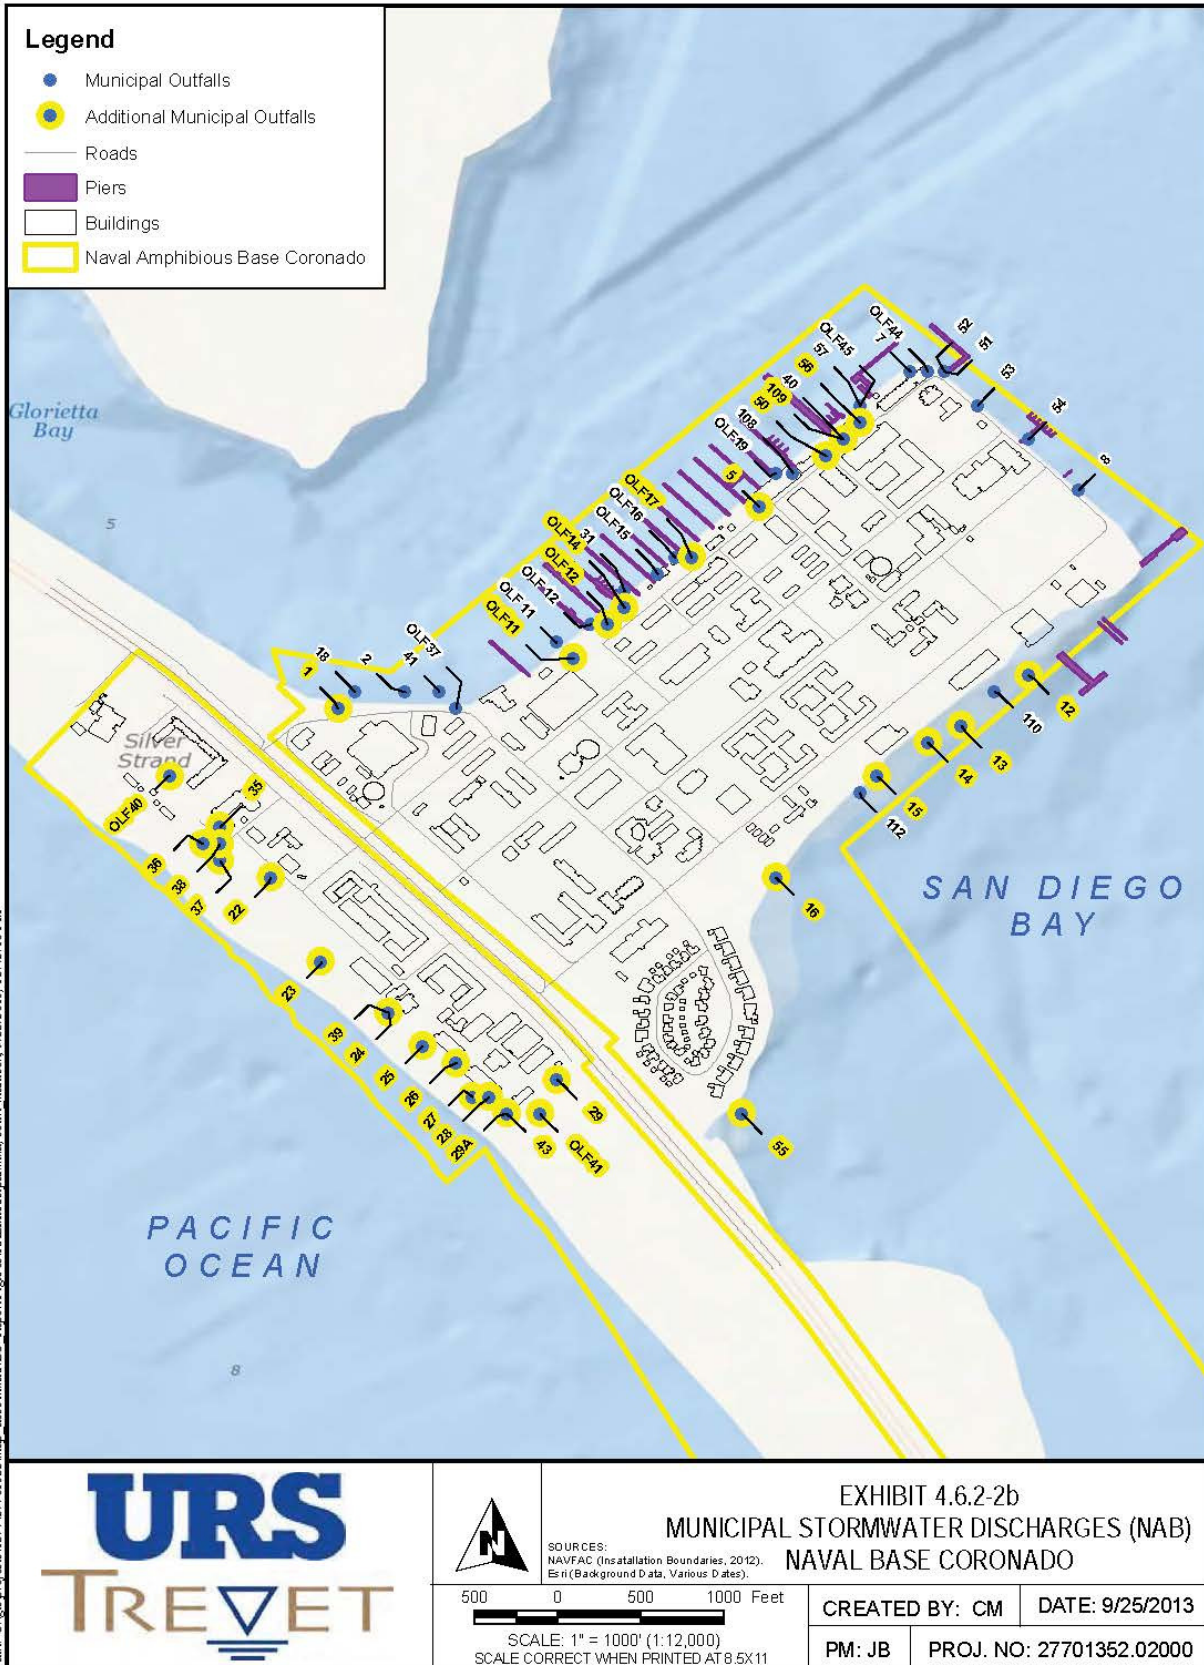 Legend
Municipal Outfalls
Additional Municipal Outfalls
Roads
Piers
Buildings
Naval Amphibious Base Coronado
Glorietta
Bay
5
OLF44
52
51
OLF45
7
57
56
53
40
109
50
54
108
OLF19
8
5
OLF17
OLF16
OLF15
31
OLF14
OLF12
OLF-12
OLF-11
OLF11
OLF37
41
2
18
1
12
110
13
14
15
112
16
Silver
Strand
OLF40
35
36
38
37
22
SAN DIEGO
BAY
23
39
24
25
26
27
28
29A
43
OLF41
29
55
PACIFIC
OCEAN
8
URS
TREVET
N
SOURCES:
NAVFAC (Insatallation Boundaries, 2012).
Esri (Background Data, Various Dates).
EXHIBIT 4.6.2-2b
MUNICIPAL STORMWATER DISCHARGES (NAB)
NAVAL BASE CORONADO
500 0 500 1000 Feet
SCALE: 1" = 1000' (1:12,000)
SCALE CORRECT WHEN PRINTED AT 8.5X11
CREATED BY: CM
DATE: 9/25/2013
PM: JB
PROJ. NO: 27701352.02000